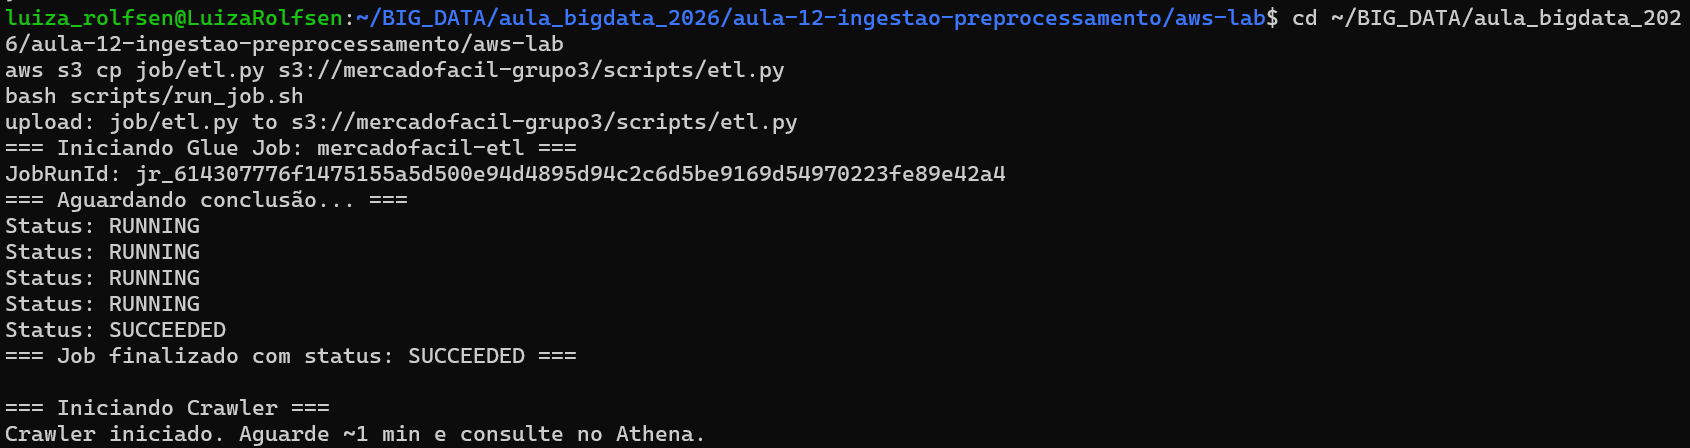 luiza_rolfsen@LuizaRolfsen:~/BIG_DATA/aula_bigdata_2026/aula-12-ingestao-preprocessamento/aws-lab$ cd ~/BIG_DATA/aula_bigdata_202
6/aula-12-ingestao-preprocessamento/aws-lab
aws s3 cp job/etl.py s3://mercadofacil-grupo3/scripts/etl.py
bash scripts/run_job.sh
upload: job/etl.py to s3://mercadofacil-grupo3/scripts/etl.py
=== Iniciando Glue Job: mercadofacil-etl ===
JobRunId: jr_614307776f1475155a5d500e94d4895d94c2c6d5be9169d54970223fe89e42a4
=== Aguardando conclusão... ===
Status: RUNNING
Status: RUNNING
Status: RUNNING
Status: RUNNING
Status: SUCCEEDED
=== Job finalizado com status: SUCCEEDED ===
=== Iniciando Crawler ===
Crawler iniciado. Aguarde ~1 min e consulte no Athena.